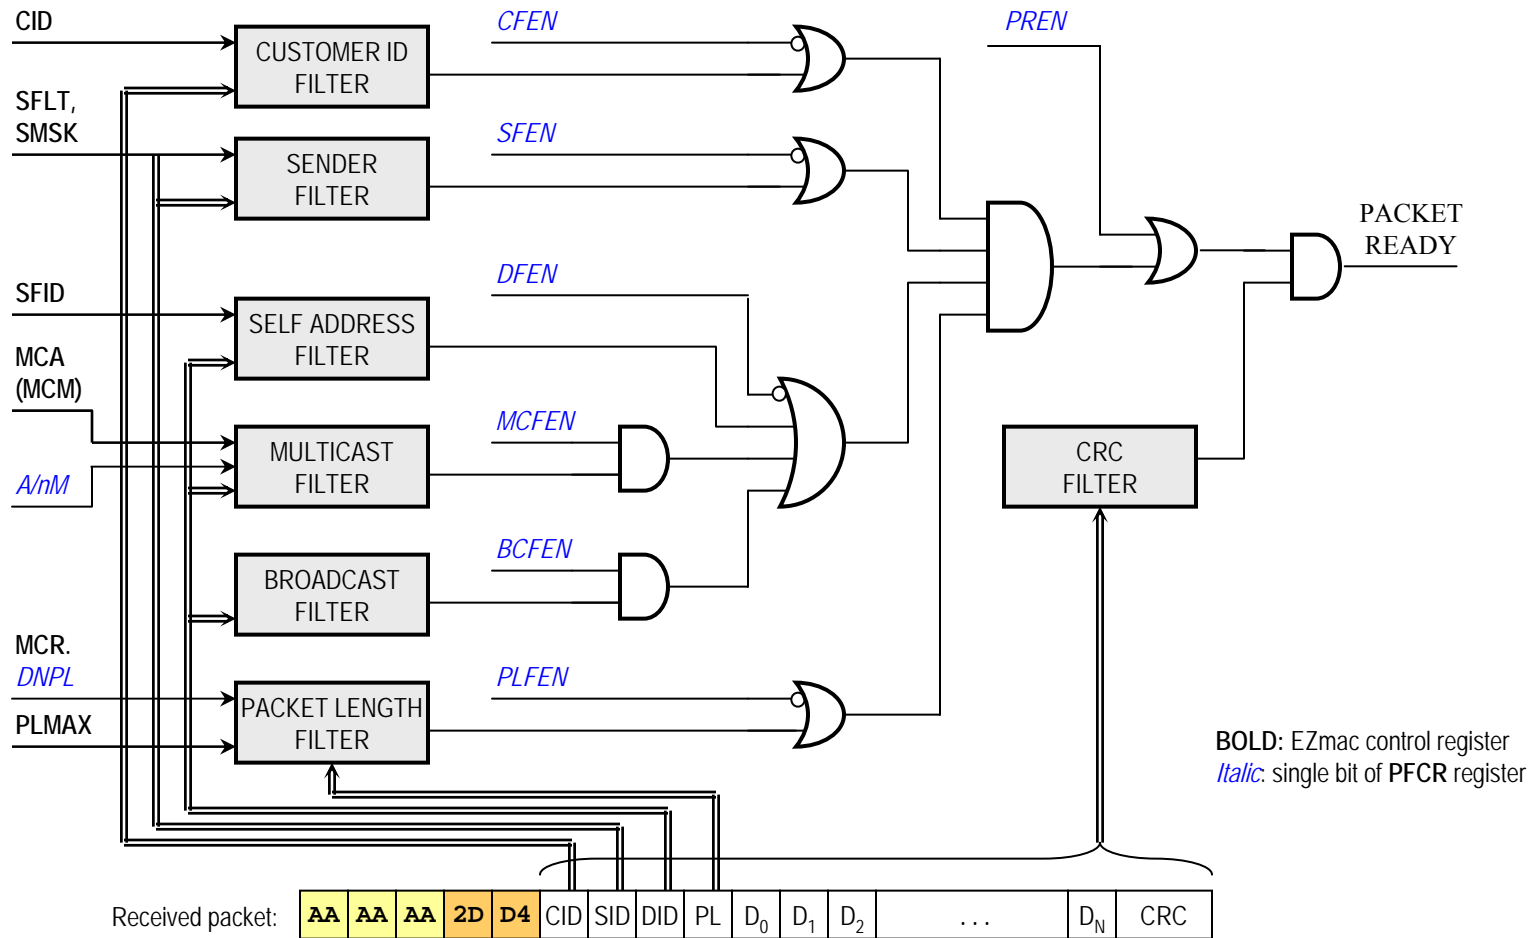 CID
CUSTOMER ID
FILTER
CFEN
PREN
SFLT,
SMSK
SENDER
FILTER
SFEN
PACKET
READY
SFID
SELF ADDRESS
FILTER
DFEN
MCA
(MCM)
A/nM
MULTICAST
FILTER
MCFEN
CRC
FILTER
BROADCAST
FILTER
BCFEN
MCR.
DNPL
PLMAX
PACKET LENGTH
FILTER
PLFEN
BOLD: EZmac control register
Italic: single bit of PFCR register
Received packet: AA AA AA 2D D4 CID SID DID PL D0 D1 D2 ... DN CRC